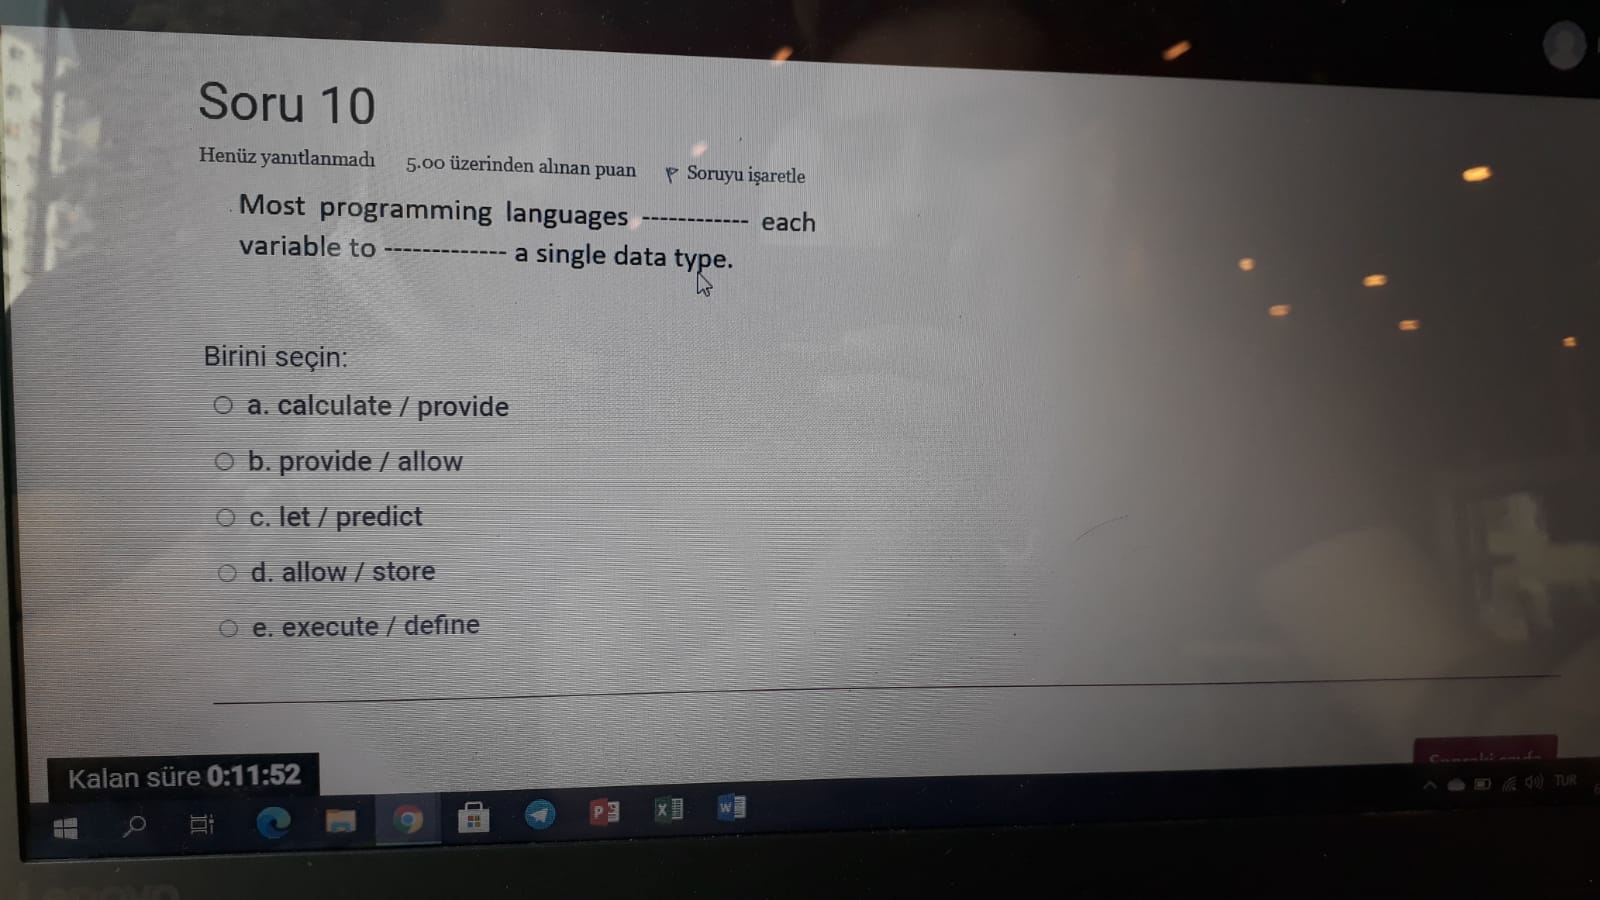 Soru 10
Henüz yanıtlanmadı 5.00 üzerinden alınan puan Soruyu işaretle
Most programming languages ------------ each
variable to ------------- a single data type.
Birini seçin:
a. calculate / provide
b. provide / allow
c. let / predict
d. allow / store
e. execute / define
Kalan süre 0:11:52
TUR